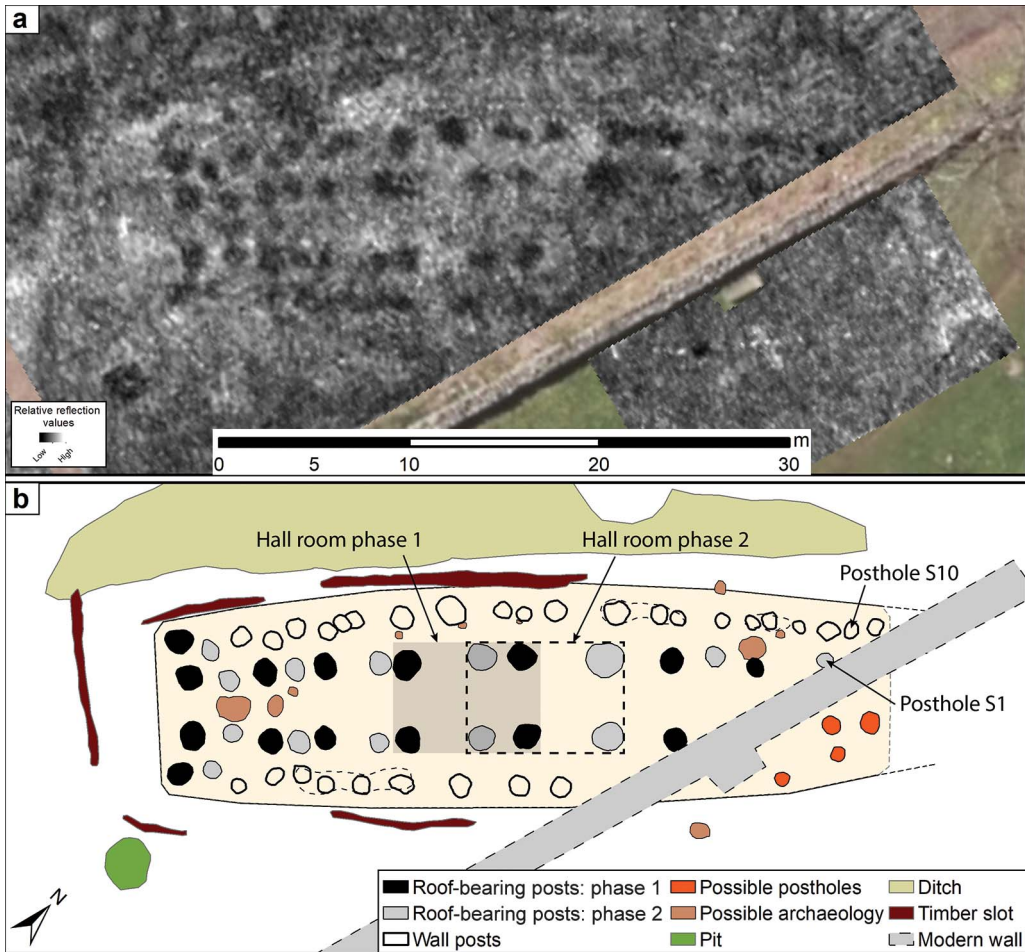 a
Relative reflection
values
Low
High
m
0
5
10
20
30
b
Hall room phase 1
Hall room phase 2
Posthole S10
Posthole S1
N
Roof-bearing posts: phase 1
Possible postholes
Ditch
Roof-bearing posts: phase 2
Possible archaeology
Timber slot
Wall posts
Pit
Modern wall